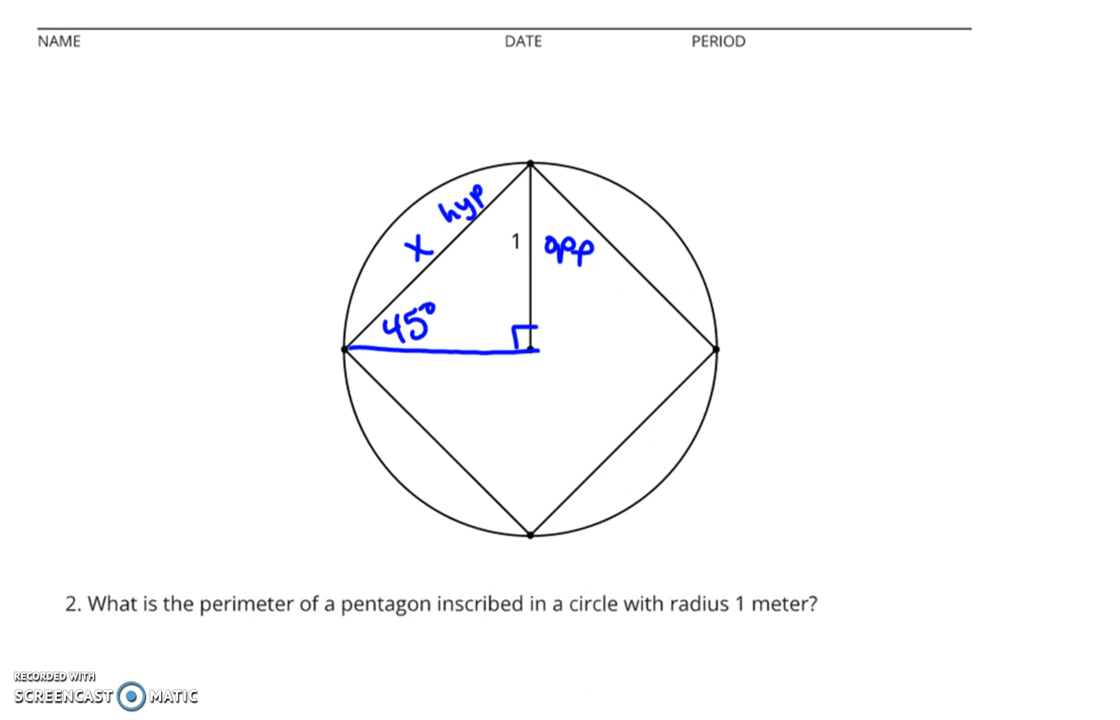 NAME DATE PERIOD
x hyp
1 opp
45°
2. What is the perimeter of a pentagon inscribed in a circle with radius 1 meter?
RECORDED WITH
SCREENCAST MATIC